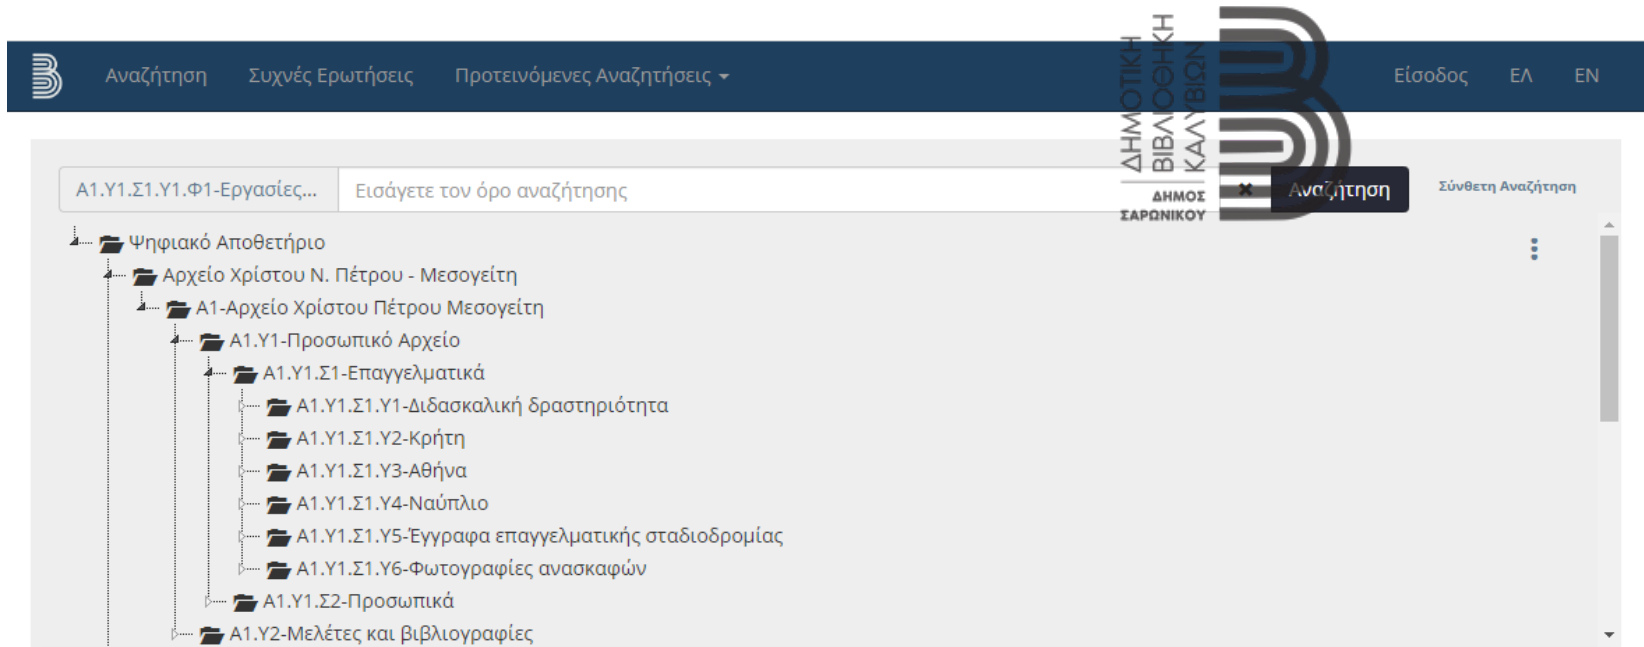 Αναζήτηση Συχνές Ερωτήσεις Προτεινόμενες Αναζητήσεις Είσοδος ΕΛ EN
ΔΗΜΟΤΙΚΗ
ΒΙΒΛΙΟΘΗΚΗ
ΚΑΛΥΒΙΩΝ
ΔΗΜΟΣ
ΣΑΡΩΝΙΚΟΥ
Α1.Υ1.Σ1.Υ1.Φ1-Εργασίες... Εισάγετε τον όρο αναζήτησης Αναζήτηση Σύνθετη Αναζήτηση
Ψηφιακό Αποθετήριο
Αρχείο Χρίστου Ν. Πέτρου - Μεσογείτη
Α1-Αρχείο Χρίστου Πέτρου Μεσογείτη
Α1.Υ1-Προσωπικό Αρχείο
Α1.Υ1.Σ1-Επαγγελματικά
Α1.Υ1.Σ1.Υ1-Διδασκαλική δραστηριότητα
Α1.Υ1.Σ1.Υ2-Κρήτη
Α1.Υ1.Σ1.Υ3-Αθήνα
Α1.Υ1.Σ1.Υ4-Ναύπλιο
Α1.Υ1.Σ1.Υ5-Έγγραφα επαγγελματικής σταδιοδρομίας
Α1.Υ1.Σ1.Υ6-Φωτογραφίες ανασκαφών
Α1.Υ1.Σ2-Προσωπικά
Α1.Υ2-Μελέτες και βιβλιογραφίες